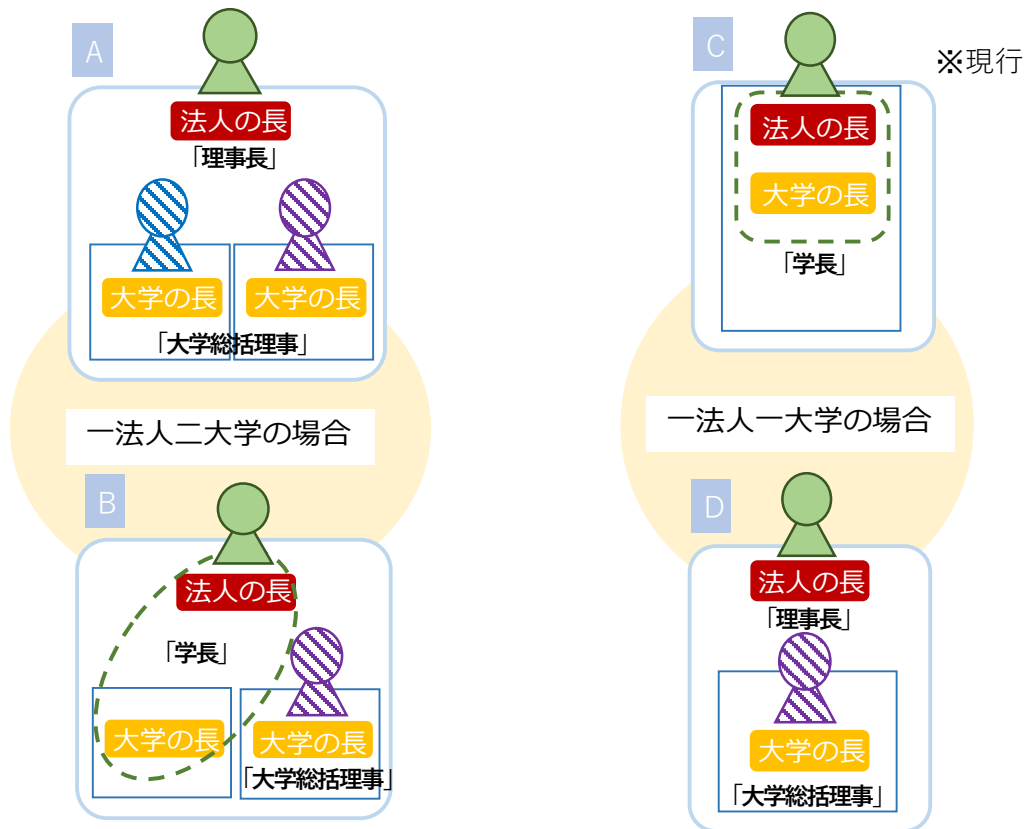 A
法人の長
「理事長」
大学の長
大学の長
「大学総括理事」
一法人二大学の場合
B
法人の長
「学長」
大学の長
大学の長
「大学総括理事」
C
※現行
法人の長
大学の長
「学長」
一法人一大学の場合
D
法人の長
「理事長」
大学の長
「大学総括理事」